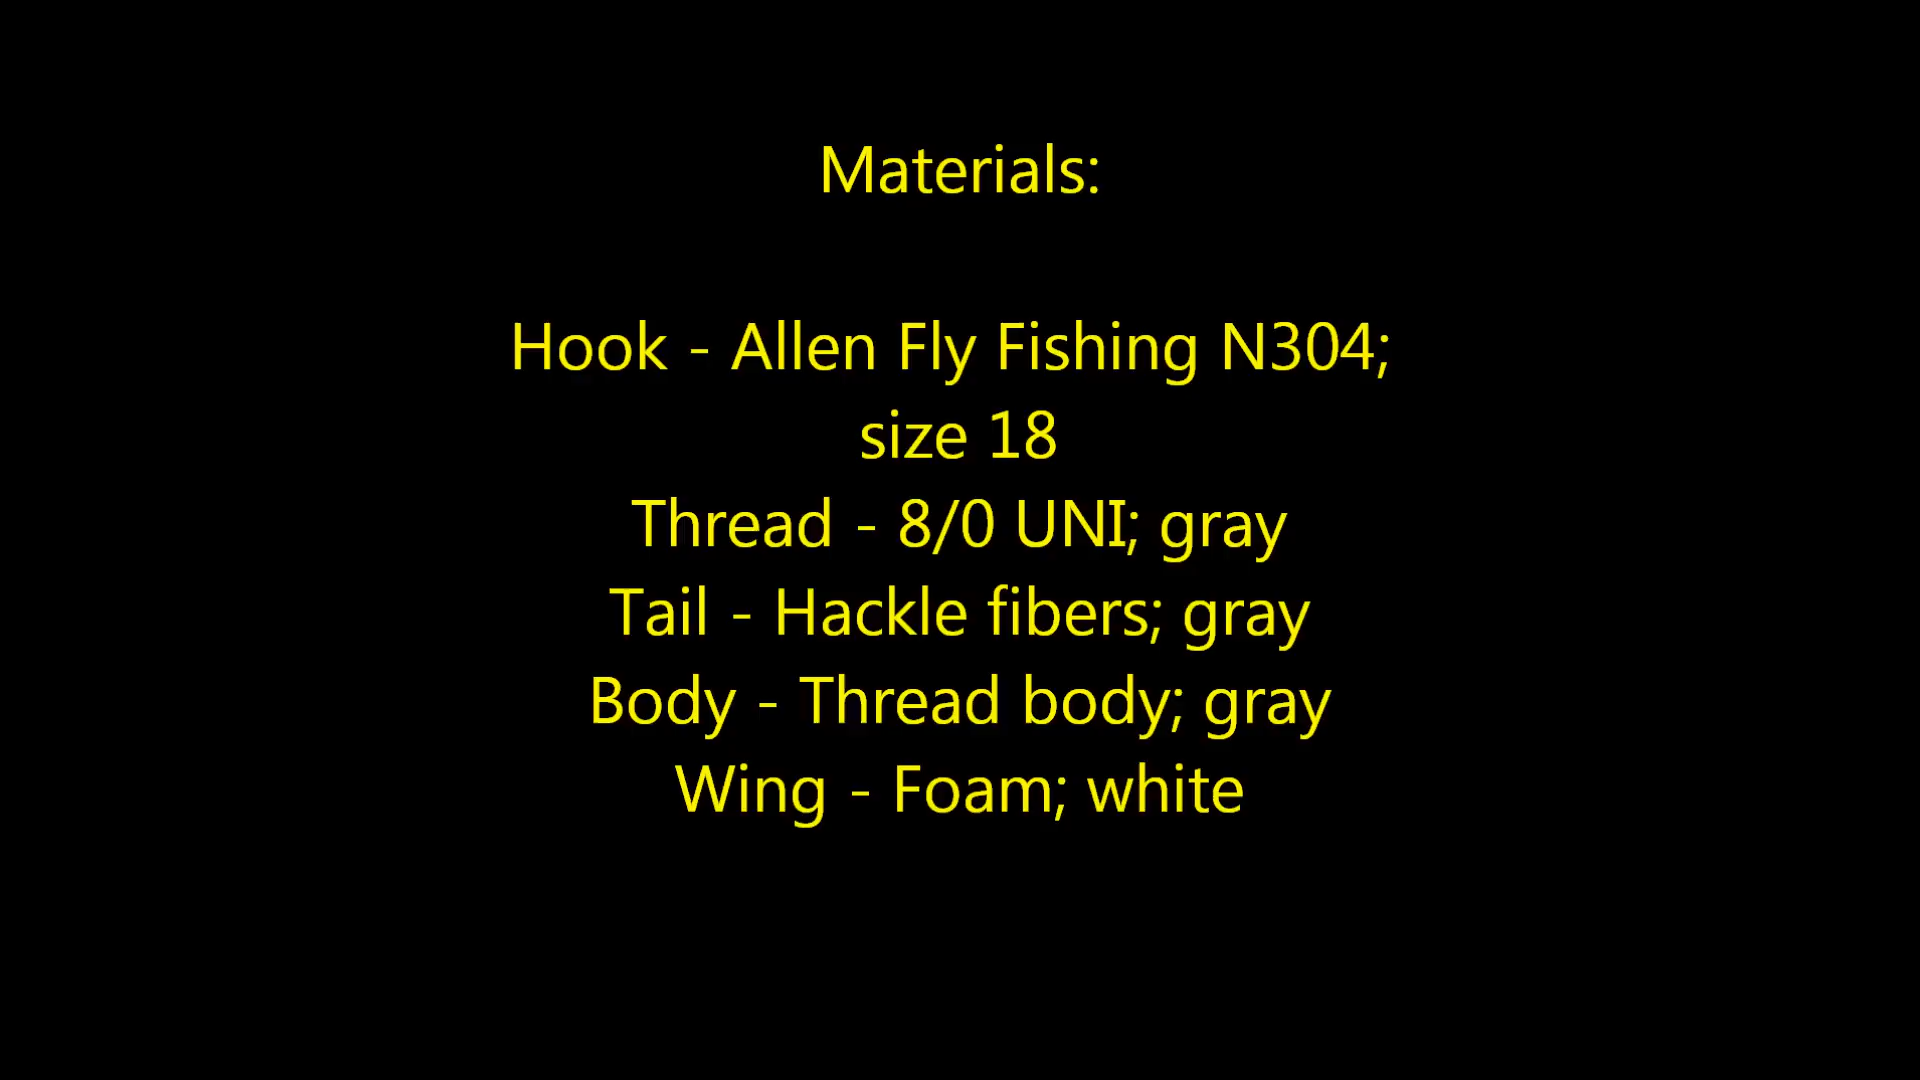 Materials:
Hook - Allen Fly Fishing N304;
size 18
Thread - 8/0 UNI; gray
Tail - Hackle fibers; gray
Body - Thread body; gray
Wing - Foam; white